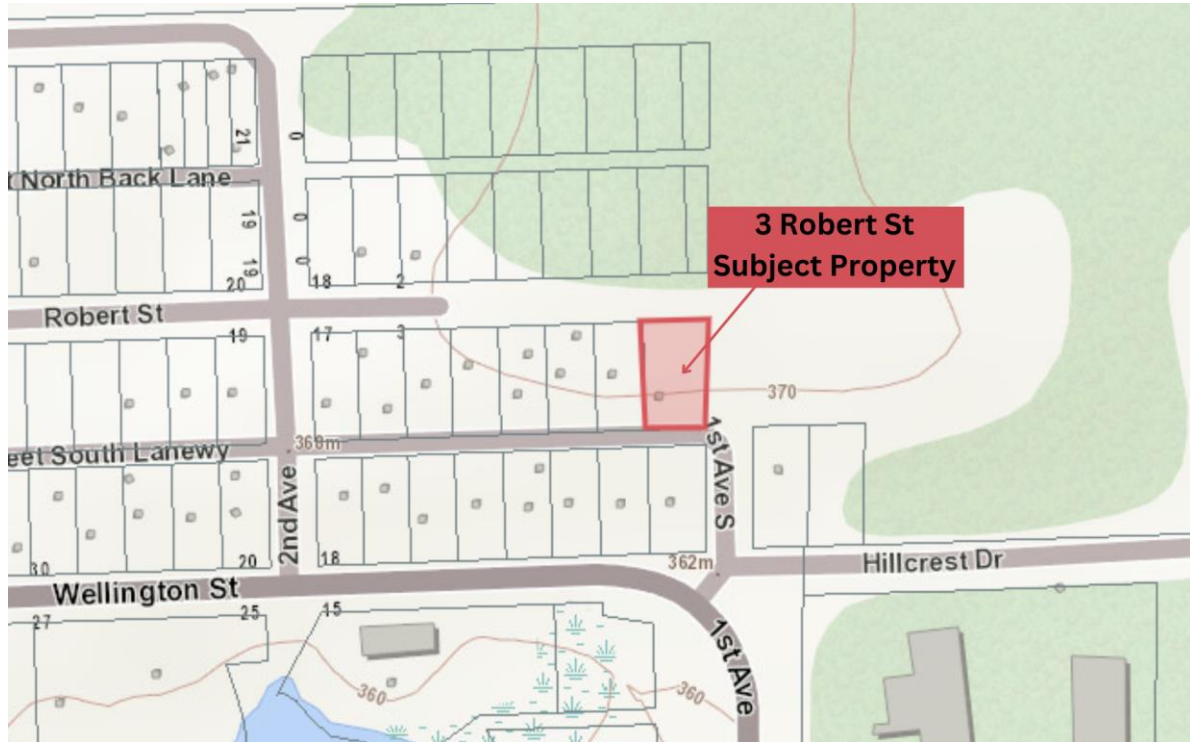 21
0
x North Back Lane
19
0
3 Robert St
Subject Property
19
0
20
18
2
Robert St
19
17
3
370
1st Ave S
369m
eet South Lanewy
2nd Ave
30
20
18
362m
Hillcrest Dr
Wellington St
27
25
15
1st Ave
360
360